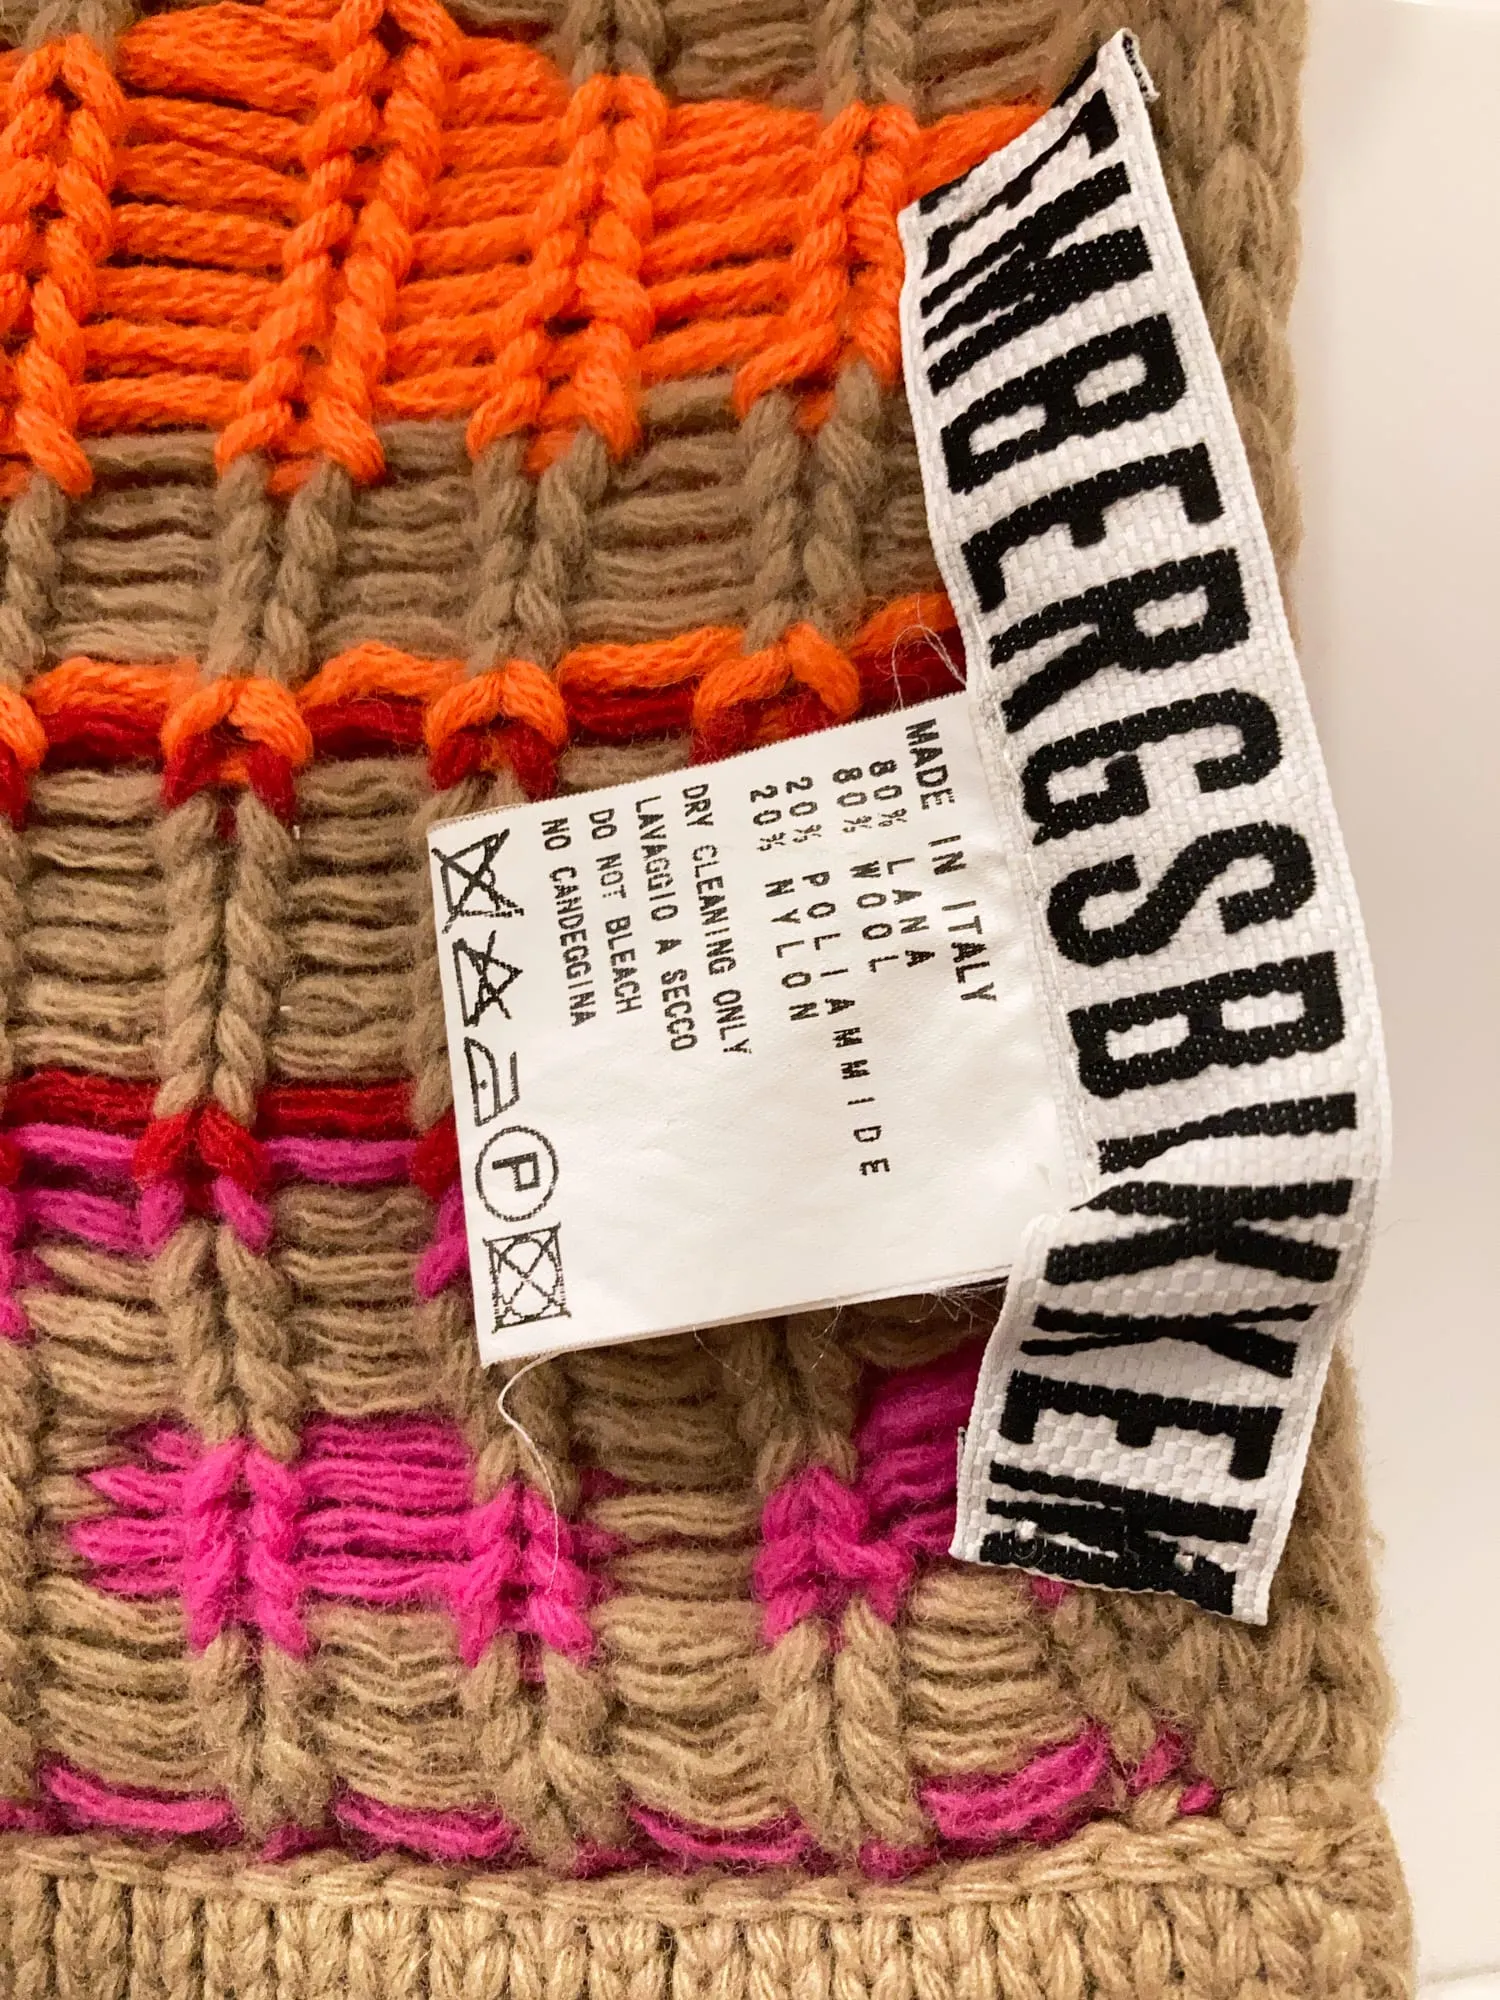 BERGSBIKKEM
MADE IN ITALY
80% LANA
80% WOOL
20% POLIAMMIDE
20% NYLON
DRY CLEANING ONLY
LAVAGGIO A SECCO
DO NOT BLEACH
NO CANDEGGINA
P